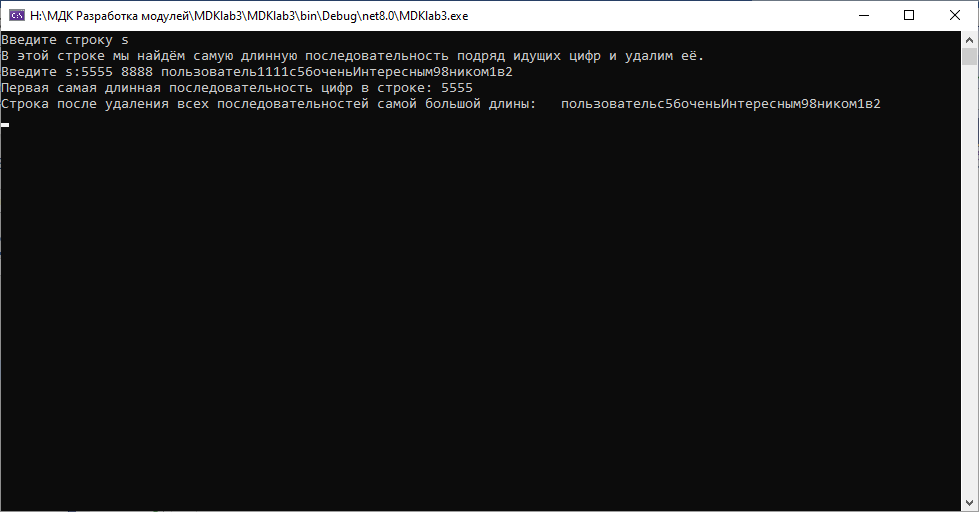 H:\МДК Разработка модулей\MDKlab3\MDKlab3\bin\Debug\net8.0\MDKlab3.exe
Введите строку s
В этой строке мы найдём самую длинную последовательность подряд идущих цифр и удалим её.
Введите s:5555 8888 пользователь1111с56оченьИнтересным98ником1в2
Первая самая длинная последовательность цифр в строке: 5555
Строка после удаления всех последовательностей самой большой длины:   пользовательс56оченьИнтересным98ником1в2